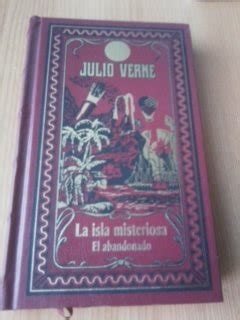 JULIO VERNE
La isla misteriosa
El abandonado